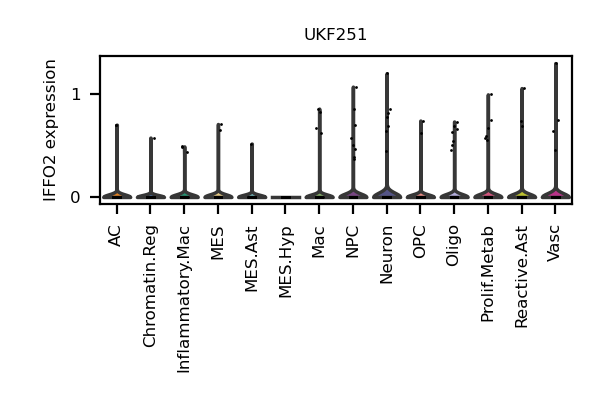 UKF251
IFFO2 expression
1
0
AC
Chromatin.Reg
Inflammatory.Mac
MES
MES.Ast
MES.Hyp
Mac
NPC
Neuron
OPC
Oligo
Prolif.Metab
Reactive.Ast
Vasc